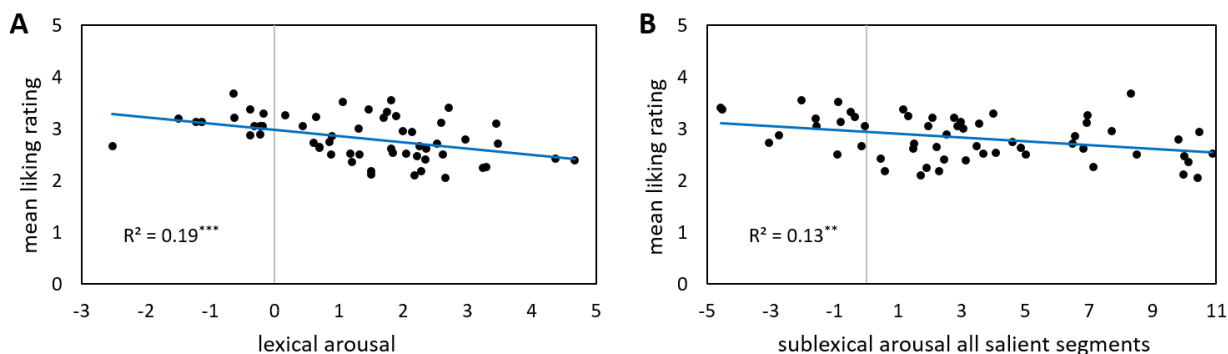 A
mean liking rating
5
4
3
2
1
0
R² = 0.19***
-3 -2 -1 0 1 2 3 4 5
lexical arousal
B
mean liking rating
5
4
3
2
1
0
R² = 0.13**
-5 -3 -1 1 3 5 7 9 11
sublexical arousal all salient segments